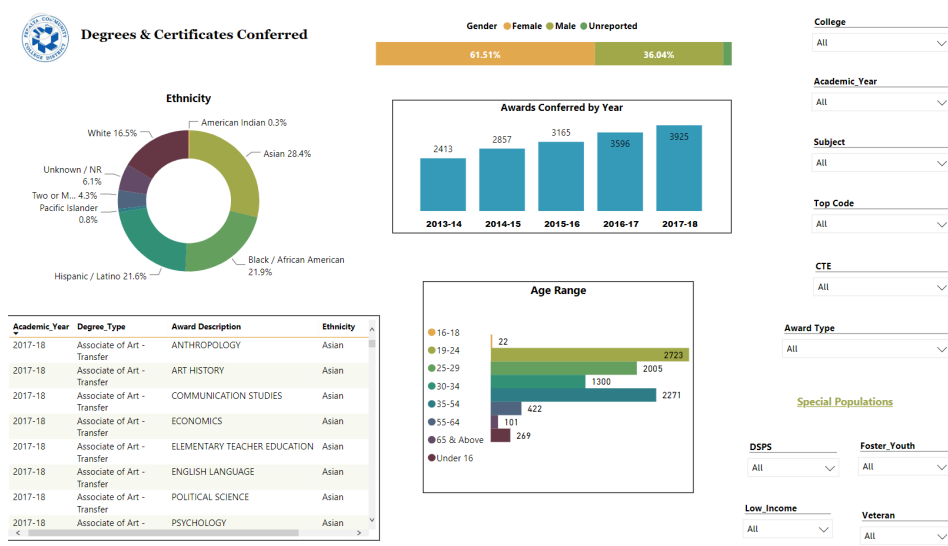 PERALTA COMMUNITY
COLLEGE DISTRICT
Degrees & Certificates Conferred
Gender Female Male Unreported
61.51% 36.04%
Ethnicity
American Indian 0.3%
White 16.5%
Asian 28.4%
Unknown / NR
6.1%
Two or M... 4.3%
Pacific Islander
0.8%
Black / African American
21.9%
Hispanic / Latino 21.6%
Awards Conferred by Year
2413 2857 3165 3596 3925
2013-14 2014-15 2015-16 2016-17 2017-18
Age Range
16-18
19-24
25-29
30-34
35-54
55-64
65 & Above
Under 16
22
2723
2005
1300
2271
422
101
269
Academic_Year Degree_Type Award Description Ethnicity
2017-18 Associate of Art - ANTHROPOLOGY Asian
Transfer
2017-18 Associate of Art - ART HISTORY Asian
Transfer
2017-18 Associate of Art - COMMUNICATION STUDIES Asian
Transfer
2017-18 Associate of Art - ECONOMICS Asian
Transfer
2017-18 Associate of Art - ELEMENTARY TEACHER EDUCATION Asian
Transfer
2017-18 Associate of Art - ENGLISH LANGUAGE Asian
Transfer
2017-18 Associate of Art - POLITICAL SCIENCE Asian
Transfer
2017-18 Associate of Art - PSYCHOLOGY Asian
College
All
Academic_Year
All
Subject
All
Top Code
All
CTE
All
Award Type
All
Special Populations
DSPS Foster_Youth
All All
Low_Income Veteran
All All